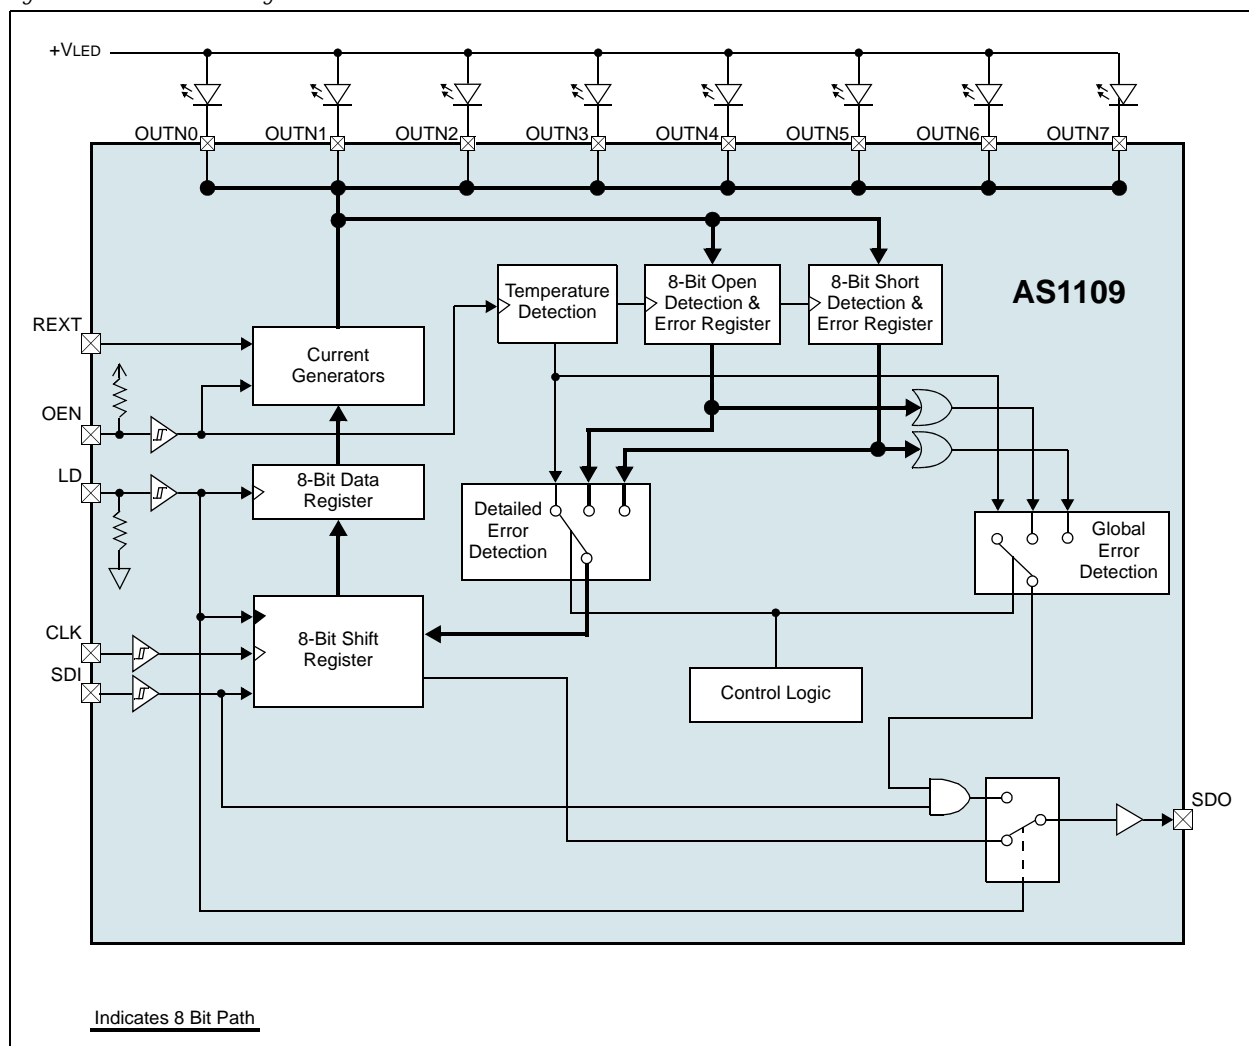 +VLED
OUTN0 OUTN1 OUTN2 OUTN3 OUTN4 OUTN5 OUTN6 OUTN7
AS1109
Temperature
Detection
8-Bit Open
Detection &
Error Register
8-Bit Short
Detection &
Error Register
REXT
Current
Generators
OEN
LD
8-Bit Data
Register
Detailed
Error
Detection
Global
Error
Detection
CLK
SDI
8-Bit Shift
Register
Control Logic
SDO
Indicates 8 Bit Path